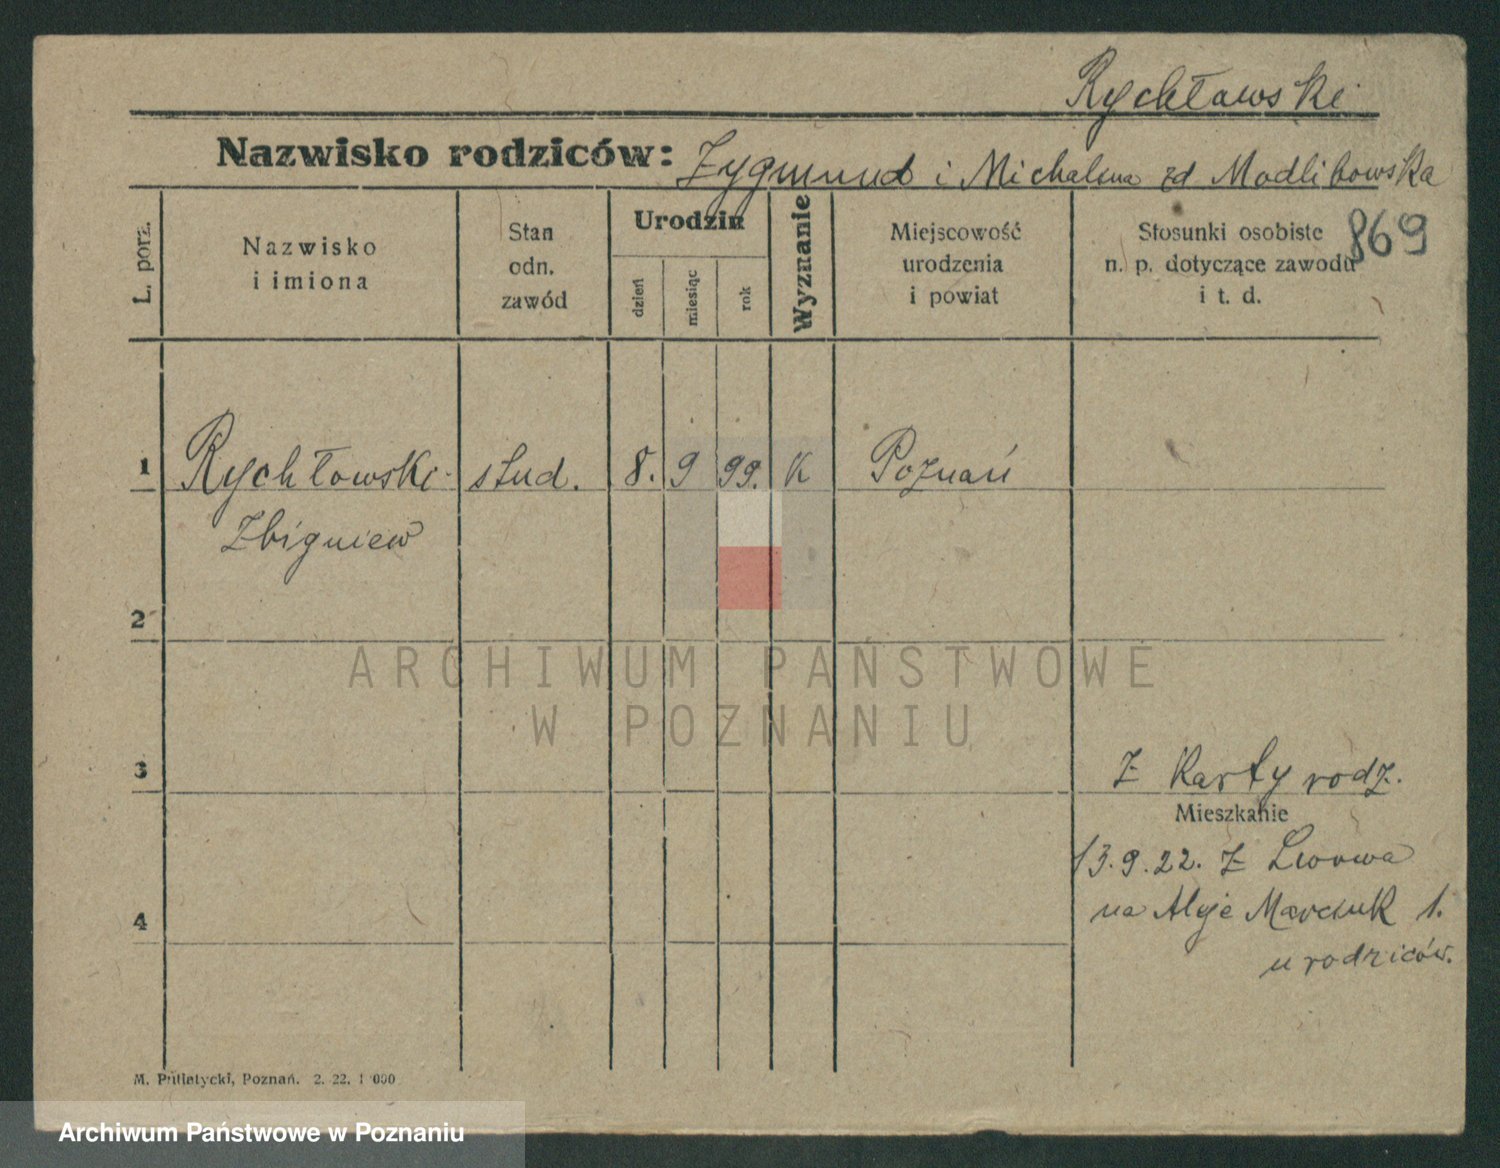 Rychłowski
Nazwisko rodziców: Zygmund i Michalina zd Modlibowska
869
L. porz.
Nazwisko
i imiona
Stan
odn.
zawód
Urodzin
dzień
miesiąc
rok
Wyznanie
Miejscowość
urodzenia
i powiat
Stosunki osobiste
n. p. dotyczące zawodu
i t. d.
1 Rychłowski stud. 8. 9 99. K Poznań
Zbigniew
2
ARCHIWUM PAŃSTWOWE
W POZNANIU
3
Z Karty rodz.
Mieszkanie
13.9.22. Z Lwowa
4
na Aleje Marcink 1.
u rodziców.
M. Putiatycki, Poznań. 2. 22. 1 000
Archiwum Państwowe w Poznaniu